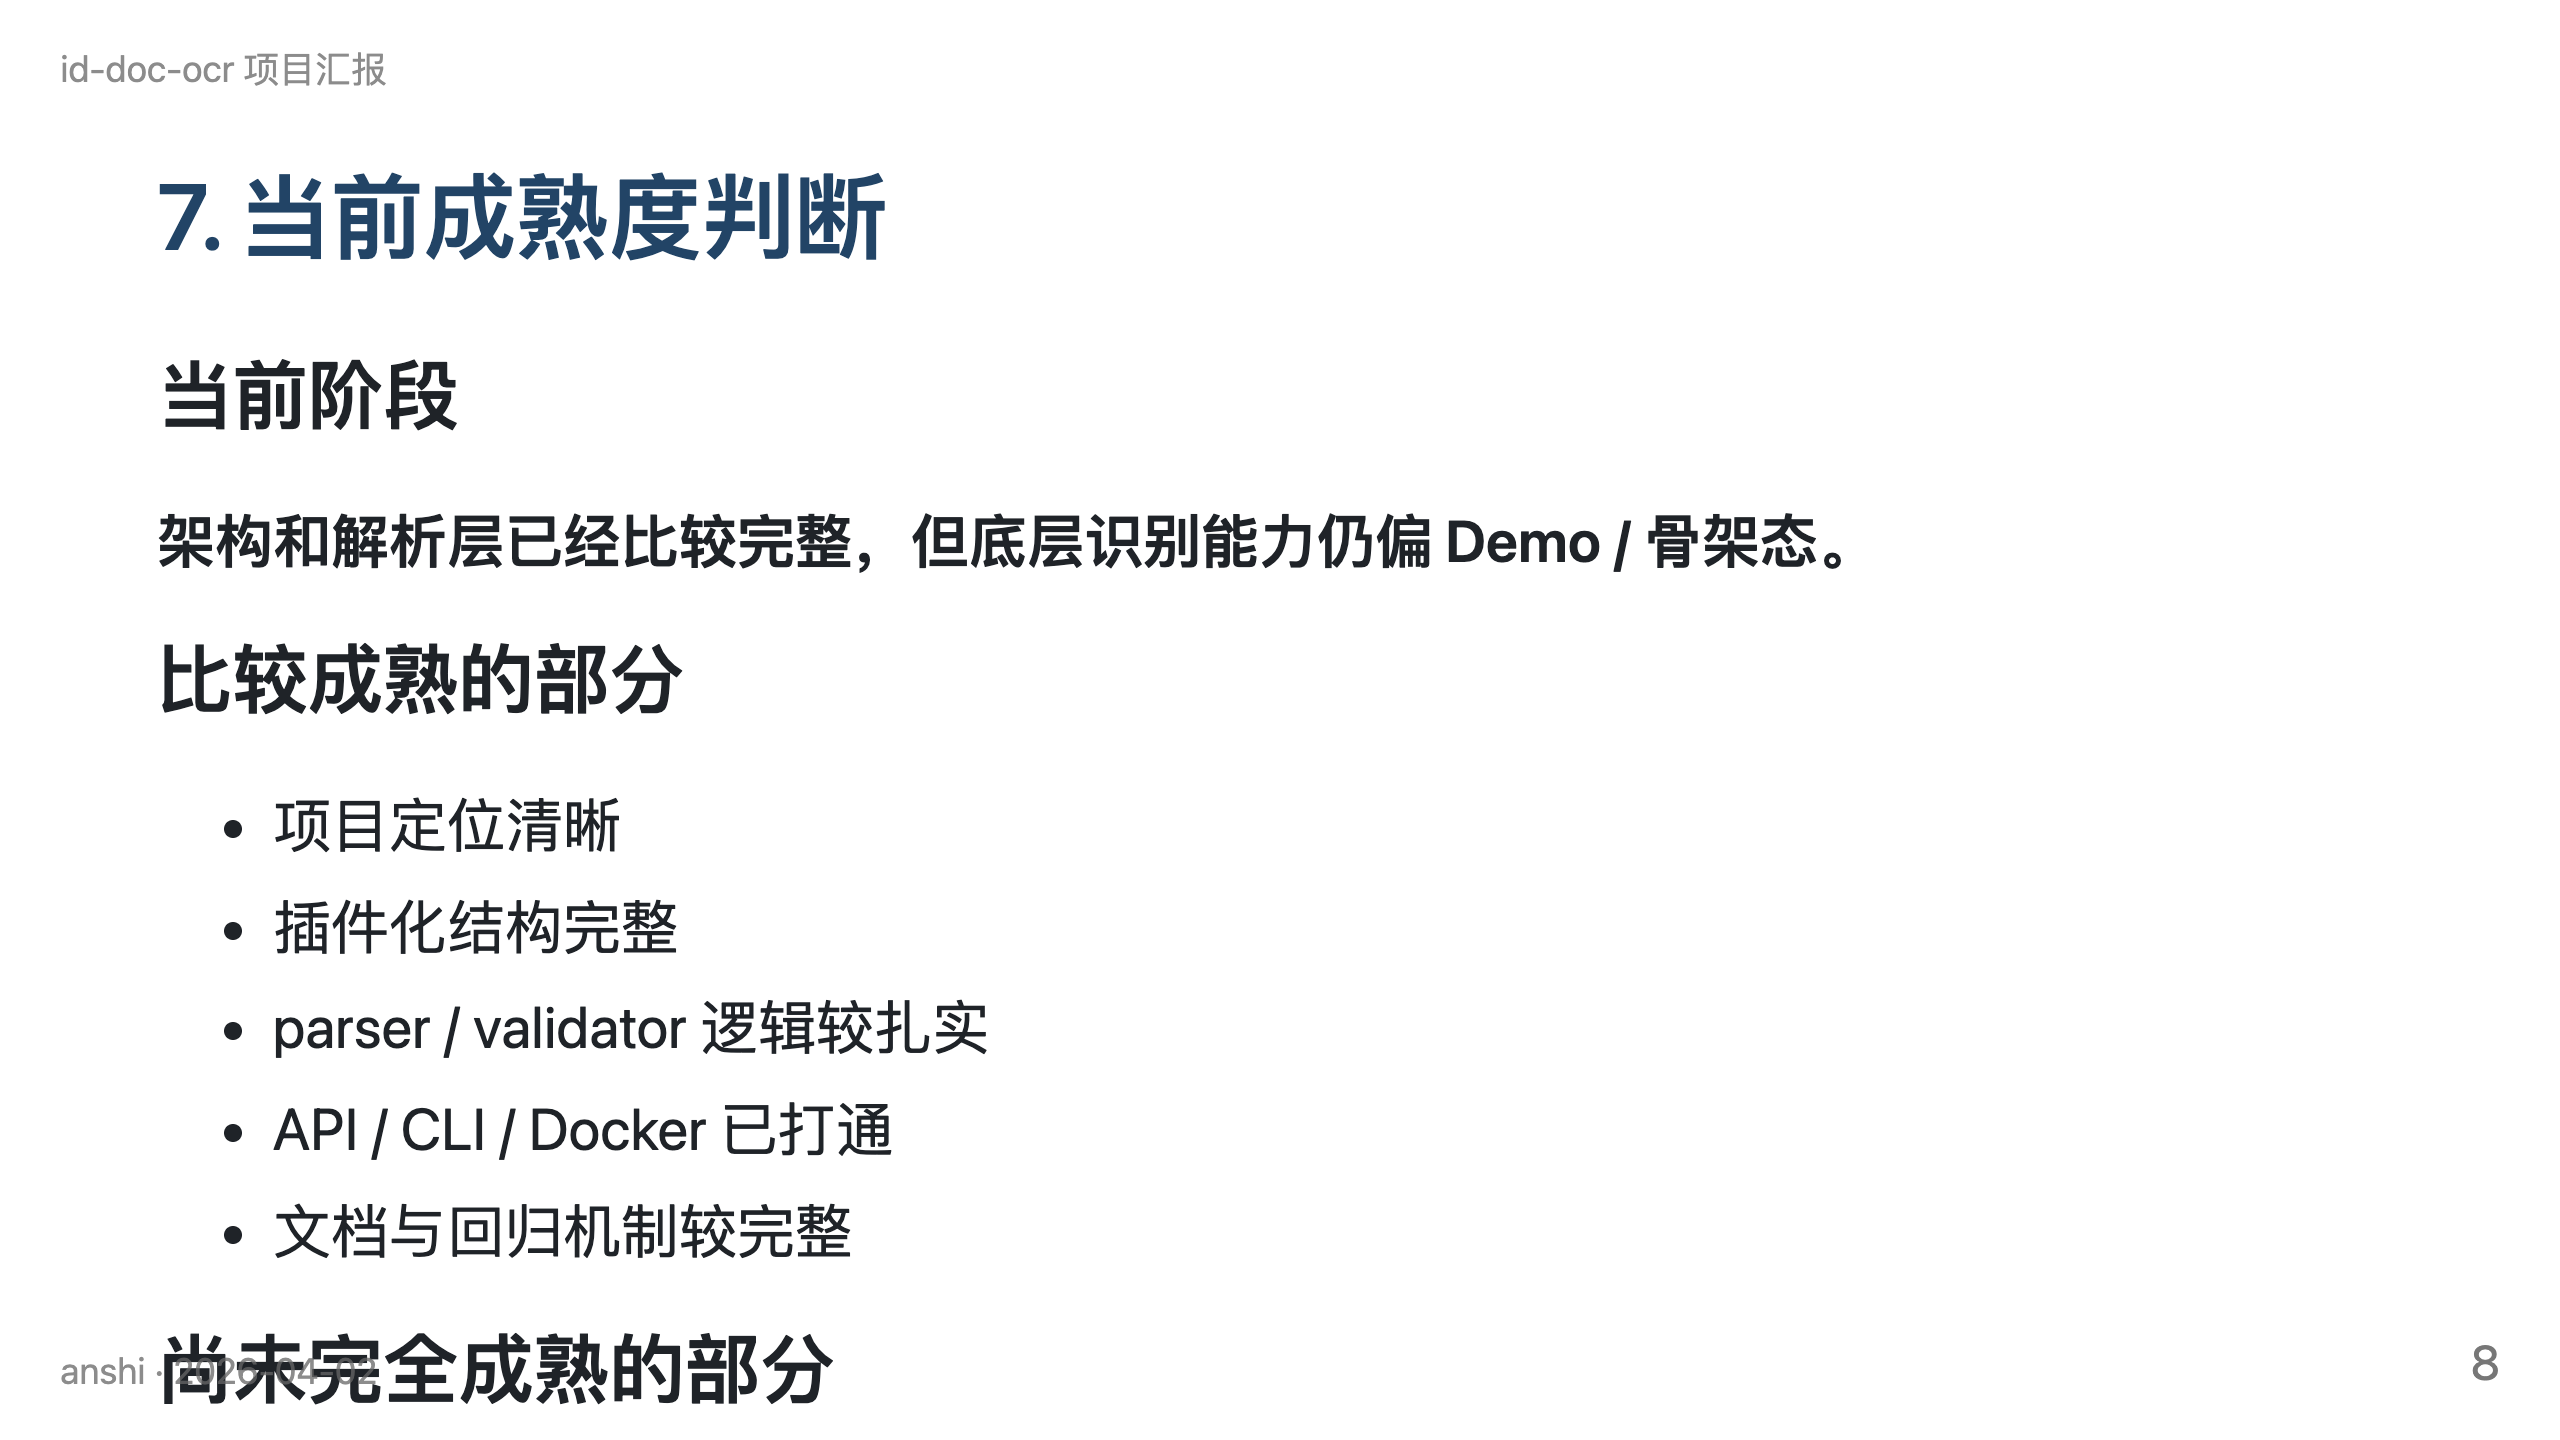 id-doc-ocr 项目汇报
7. 当前成熟度判断
当前阶段
架构和解析层已经比较完整，但底层识别能力仍偏 Demo / 骨架态。
比较成熟的部分
• 项目定位清晰
• 插件化结构完整
• parser / validator 逻辑较扎实
• API / CLI / Docker 已打通
• 文档与回归机制较完整
尚未完全成熟的部分
anshi · 2026-04-02
8